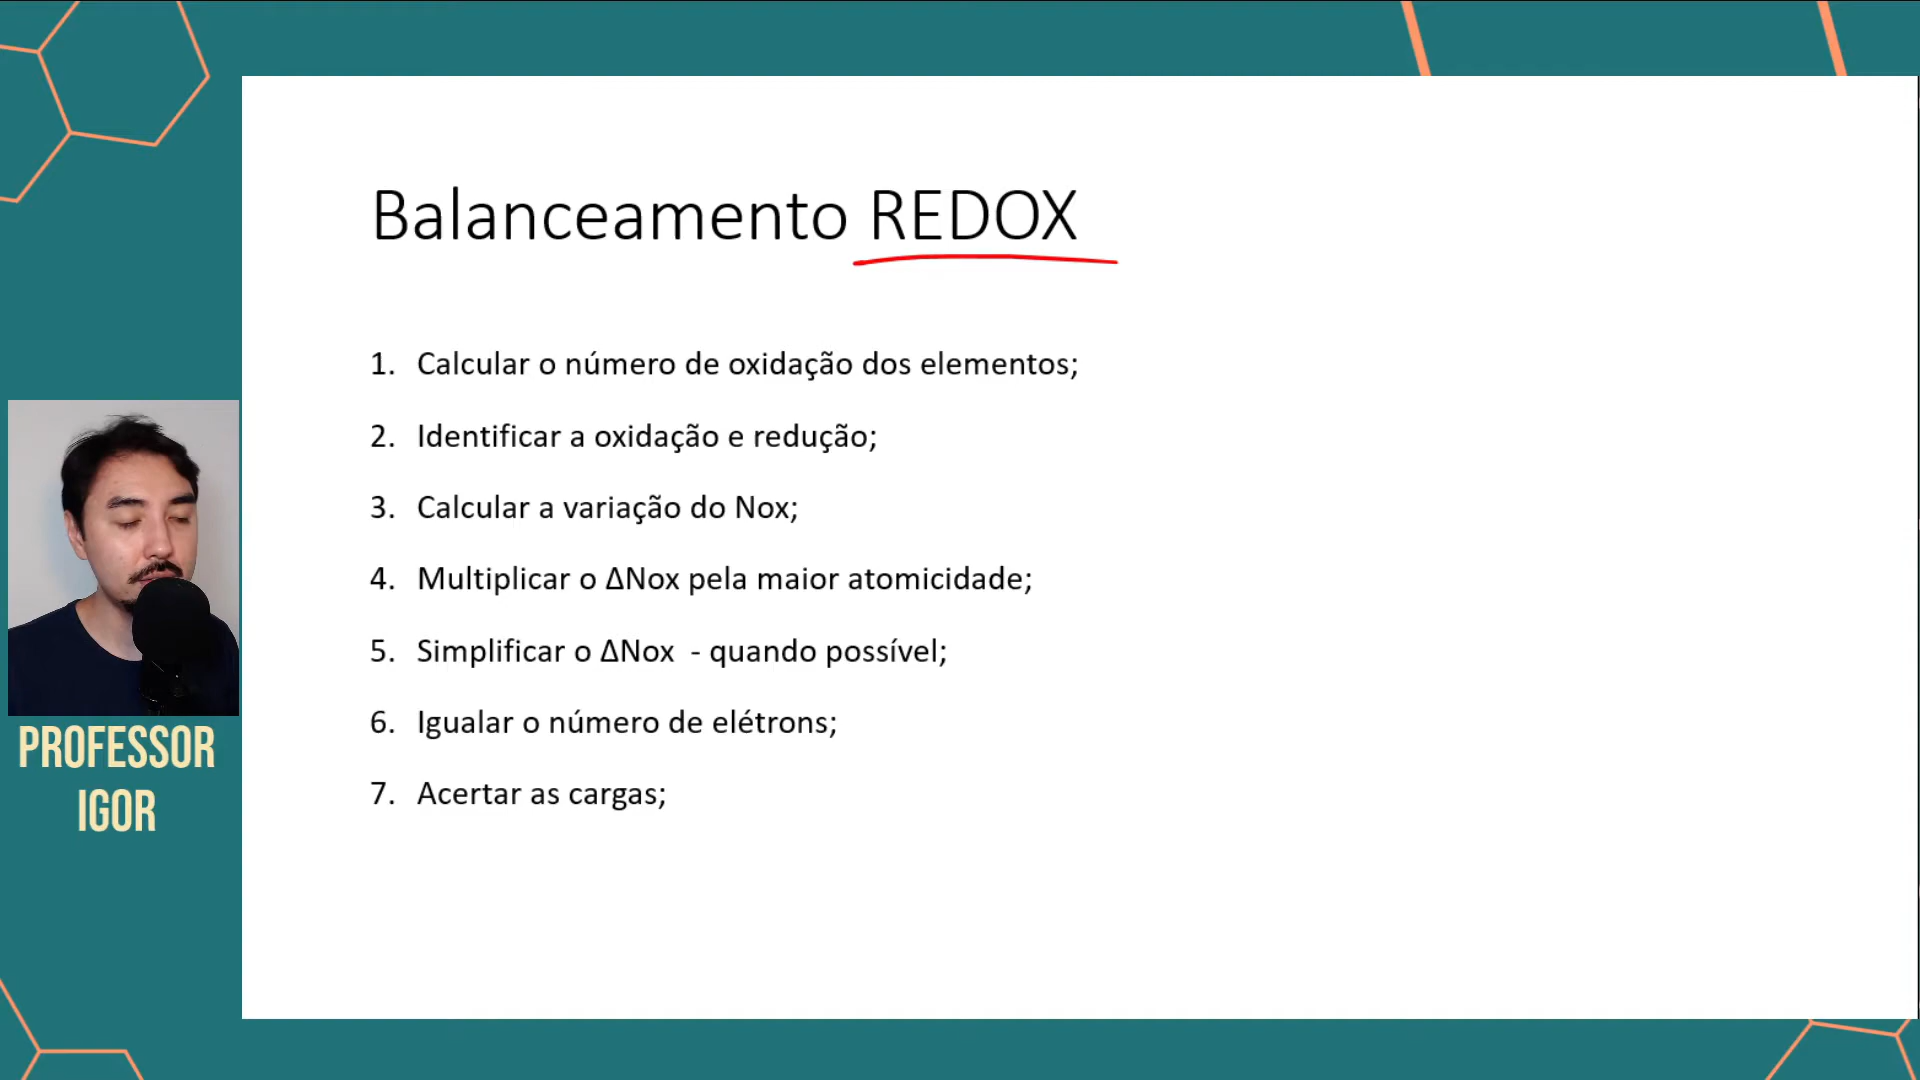 Balanceamento REDOX
1. Calcular o número de oxidação dos elementos;
2. Identificar a oxidação e redução;
3. Calcular a variação do Nox;
4. Multiplicar o ΔNox pela maior atomicidade;
5. Simplificar o ΔNox - quando possível;
6. Igualar o número de elétrons;
7. Acertar as cargas;
PROFESSOR
IGOR